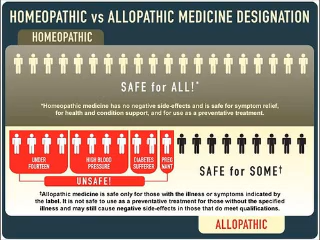 HOMEOPATHIC vs ALLOPATHIC MEDICINE DESIGNATION
HOMEOPATHIC
SAFE for ALL!*
*Homeopathic medicine has no negative side-effects and is safe for symptom relief,
for health and condition support, and for use as a preventative treatment.
UNDER
FOURTEEN
HIGH BLOOD
PRESSURE
DIABETES
SUFFERER
PREG
NANT
UNSAFE!
SAFE for SOME†
†Allopathic medicine is safe only for those with the illness or symptoms indicated by
the label. It is not safe to use as a preventative treatment for those without the specified
illness and may still cause negative side-effects in those that do meet qualifications.
ALLOPATHIC